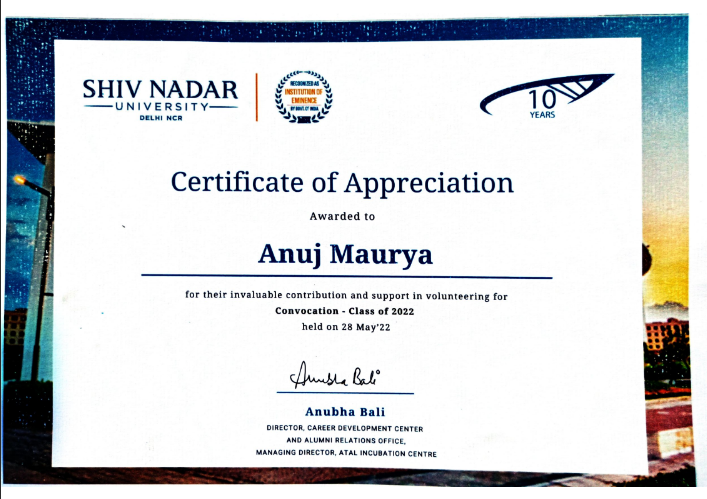 SHIV NADAR
UNIVERSITY
DELHI NCR
RECOGNIZED AS
INSTITUTION OF
EMINENCE
BY GOVT. OF INDIA
10
YEARS
Certificate of Appreciation
Awarded to
Anuj Maurya
for their invaluable contribution and support in volunteering for
Convocation - Class of 2022
held on 28 May'22
Anubha Bali
Anubha Bali
DIRECTOR, CAREER DEVELOPMENT CENTER
AND ALUMNI RELATIONS OFFICE,
MANAGING DIRECTOR, ATAL INCUBATION CENTRE